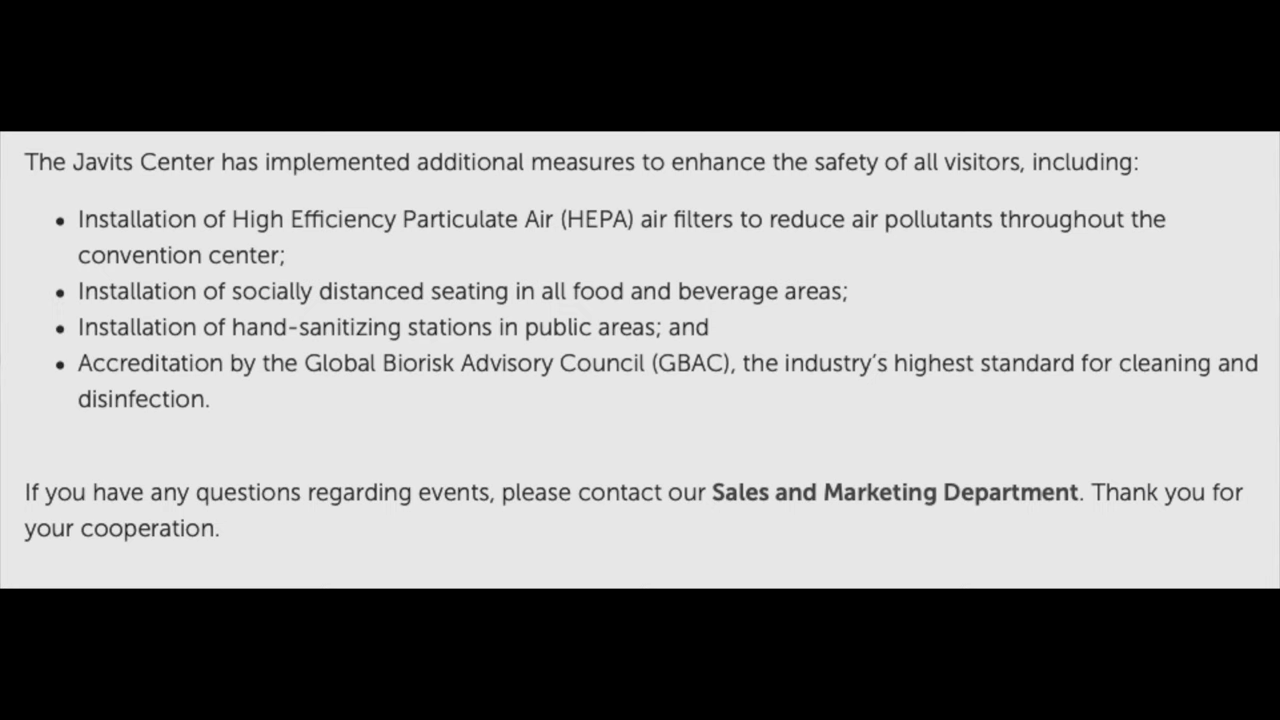 The Javits Center has implemented additional measures to enhance the safety of all visitors, including:
• Installation of High Efficiency Particulate Air (HEPA) air filters to reduce air pollutants throughout the
convention center;
• Installation of socially distanced seating in all food and beverage areas;
• Installation of hand-sanitizing stations in public areas; and
• Accreditation by the Global Biorisk Advisory Council (GBAC), the industry's highest standard for cleaning and
disinfection.
If you have any questions regarding events, please contact our Sales and Marketing Department. Thank you for
your cooperation.